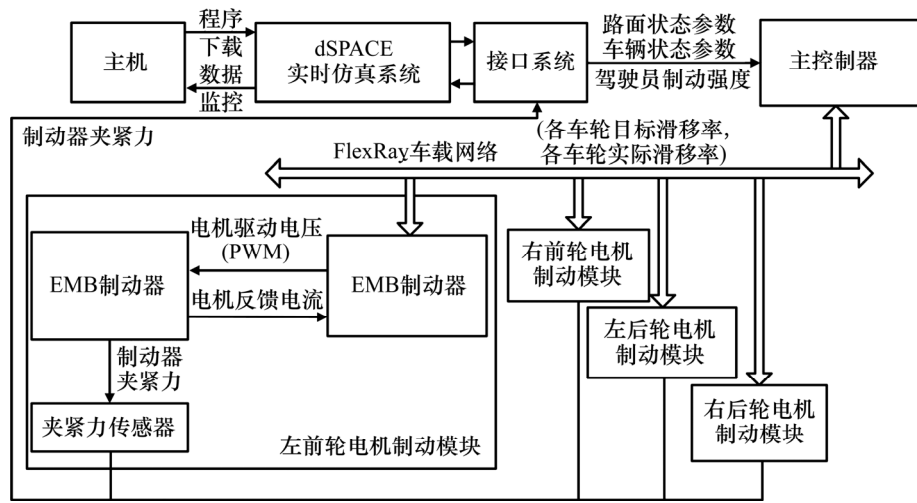 主机
程序
下载
数据
监控
dSPACE
实时仿真系统
接口系统
路面状态参数
车辆状态参数
驾驶员制动强度
主控制器
制动器夹紧力
FlexRay车载网络
(各车轮目标滑移率,
各车轮实际滑移率)
EMB制动器
电机驱动电压
(PWM)
电机反馈电流
EMB制动器
制动器
夹紧力
夹紧力传感器
左前轮电机制动模块
右前轮电机
制动模块
左后轮电机
制动模块
右后轮电机
制动模块